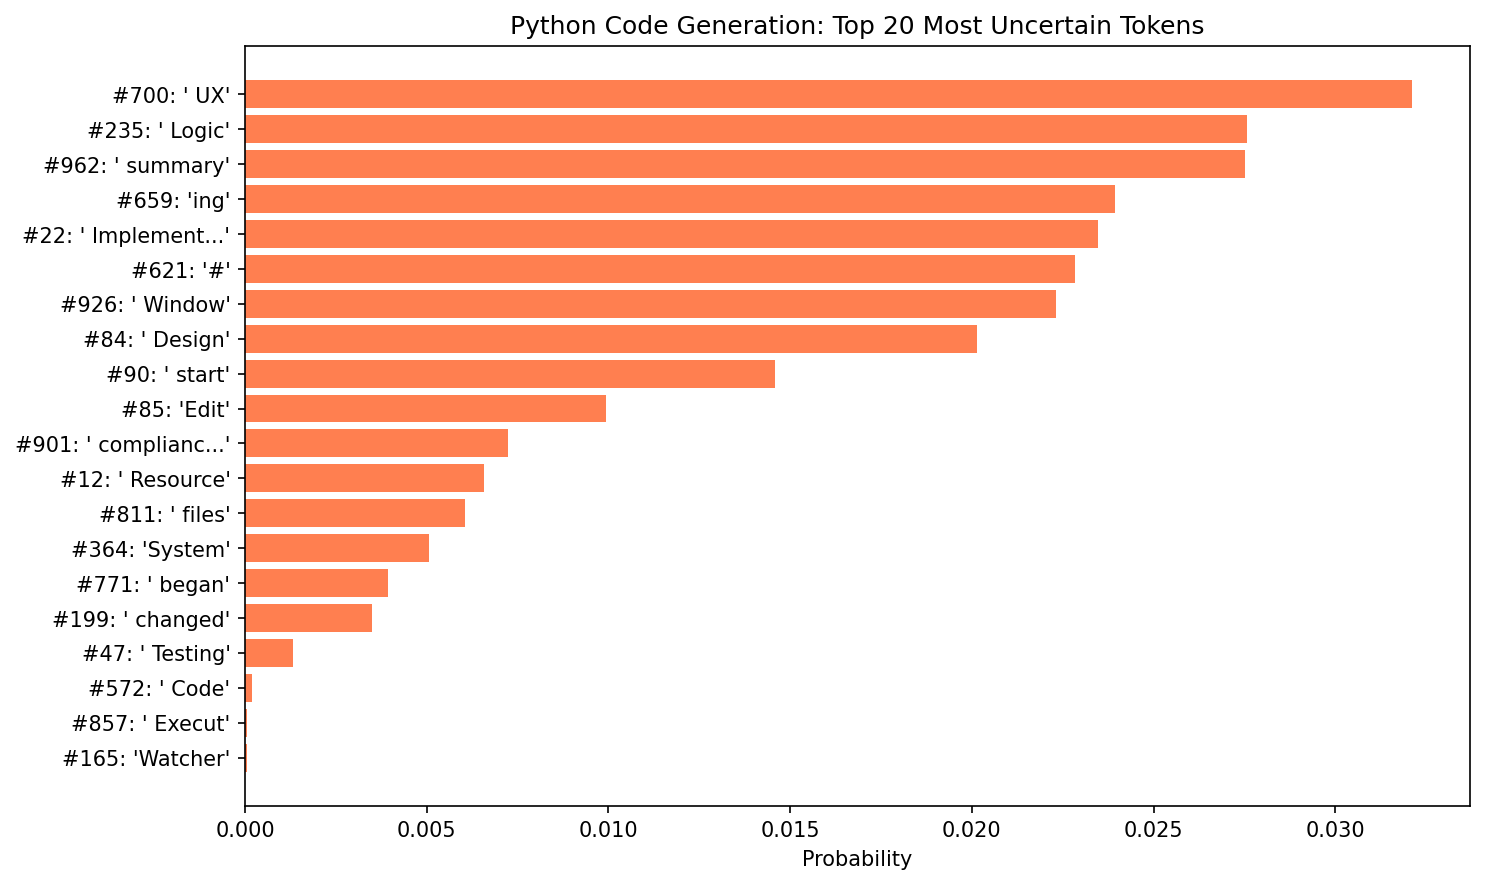 Python Code Generation: Top 20 Most Uncertain Tokens
#700: ' UX'
#235: ' Logic'
#962: ' summary'
#659: 'ing'
#22: ' Implement...'
#621: '#'
#926: ' Window'
#84: ' Design'
#90: ' start'
#85: 'Edit'
#901: ' complianc...'
#12: ' Resource'
#811: ' files'
#364: 'System'
#771: ' began'
#199: ' changed'
#47: ' Testing'
#572: ' Code'
#857: ' Execut'
#165: 'Watcher'
0.000 0.005 0.010 0.015 0.020 0.025 0.030
Probability